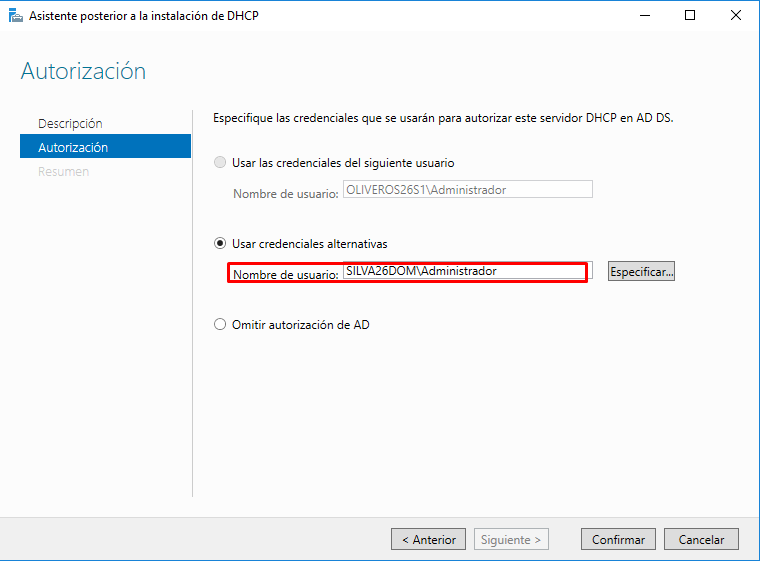 Asistente posterior a la instalación de DHCP
Autorización
Descripción
Autorización
Resumen
Especifique las credenciales que se usarán para autorizar este servidor DHCP en AD DS.
Usar las credenciales del siguiente usuario
Nombre de usuario: OLIVEROS26S1\Administrador
Usar credenciales alternativas
Nombre de usuario: SILVA26DOM\Administrador Especificar...
Omitir autorización de AD
< Anterior Siguiente > Confirmar Cancelar